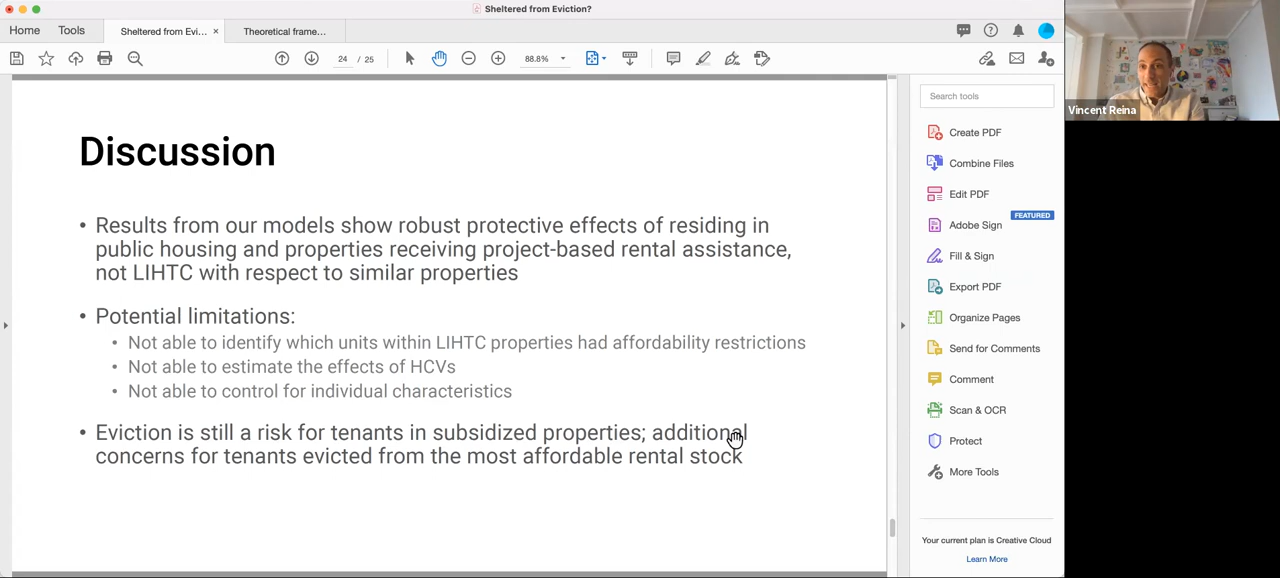 Sheltered from Eviction?
Home
Tools
Sheltered from Evi... ×
Theoretical frame...
24 / 25
88.8%
Vincent Reina
Discussion
• Results from our models show robust protective effects of residing in
public housing and properties receiving project-based rental assistance,
not LIHTC with respect to similar properties
• Potential limitations:
• Not able to identify which units within LIHTC properties had affordability restrictions
• Not able to estimate the effects of HCVs
• Not able to control for individual characteristics
• Eviction is still a risk for tenants in subsidized properties; additional
concerns for tenants evicted from the most affordable rental stock
Search tools
Create PDF
Combine Files
Edit PDF
FEATURED
Adobe Sign
Fill & Sign
Export PDF
Organize Pages
Send for Comments
Comment
Scan & OCR
Protect
More Tools
Your current plan is Creative Cloud
Learn More